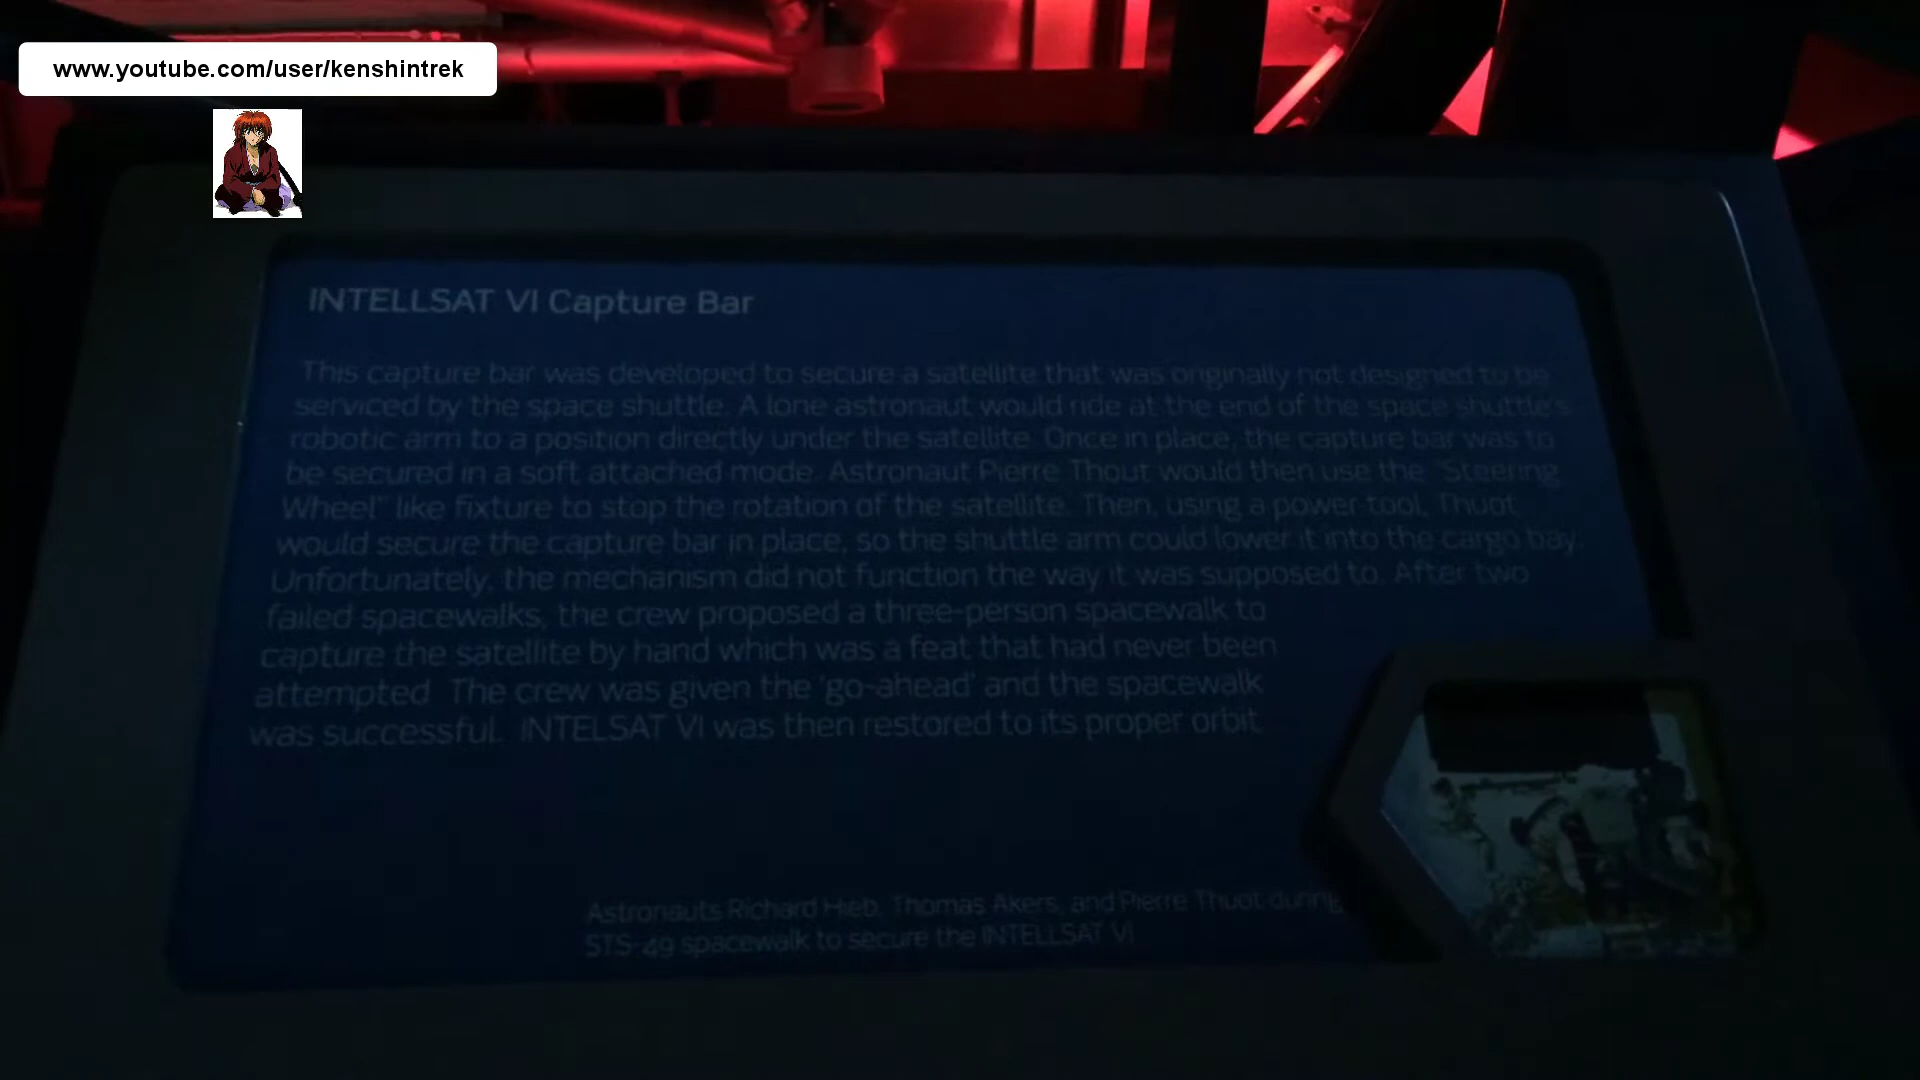 www.youtube.com/user/kenshintrek
INTELLSAT VI Capture Bar
This capture bar was developed to secure a satellite that was originally not designed to be
serviced by the space shuttle. A lone astronaut would ride at the end of the space shuttle's
robotic arm to a position directly under the satellite. Once in place, the capture bar was to
be secured in a soft attached mode. Astronaut Pierre Thout would then use the "Steering
Wheel" like fixture to stop the rotation of the satellite. Then, using a power tool, Thuot
would secure the capture bar in place, so the shuttle arm could lower it into the cargo bay.
Unfortunately, the mechanism did not function the way it was supposed to. After two
failed spacewalks, the crew proposed a three-person spacewalk to
capture the satellite by hand which was a feat that had never been
attempted. The crew was given the 'go-ahead' and the spacewalk
was successful. INTELSAT VI was then restored to its proper orbit.
Astronauts Richard Hieb, Thomas Akers, and Pierre Thuot during
STS-49 spacewalk to secure the INTELLSAT VI